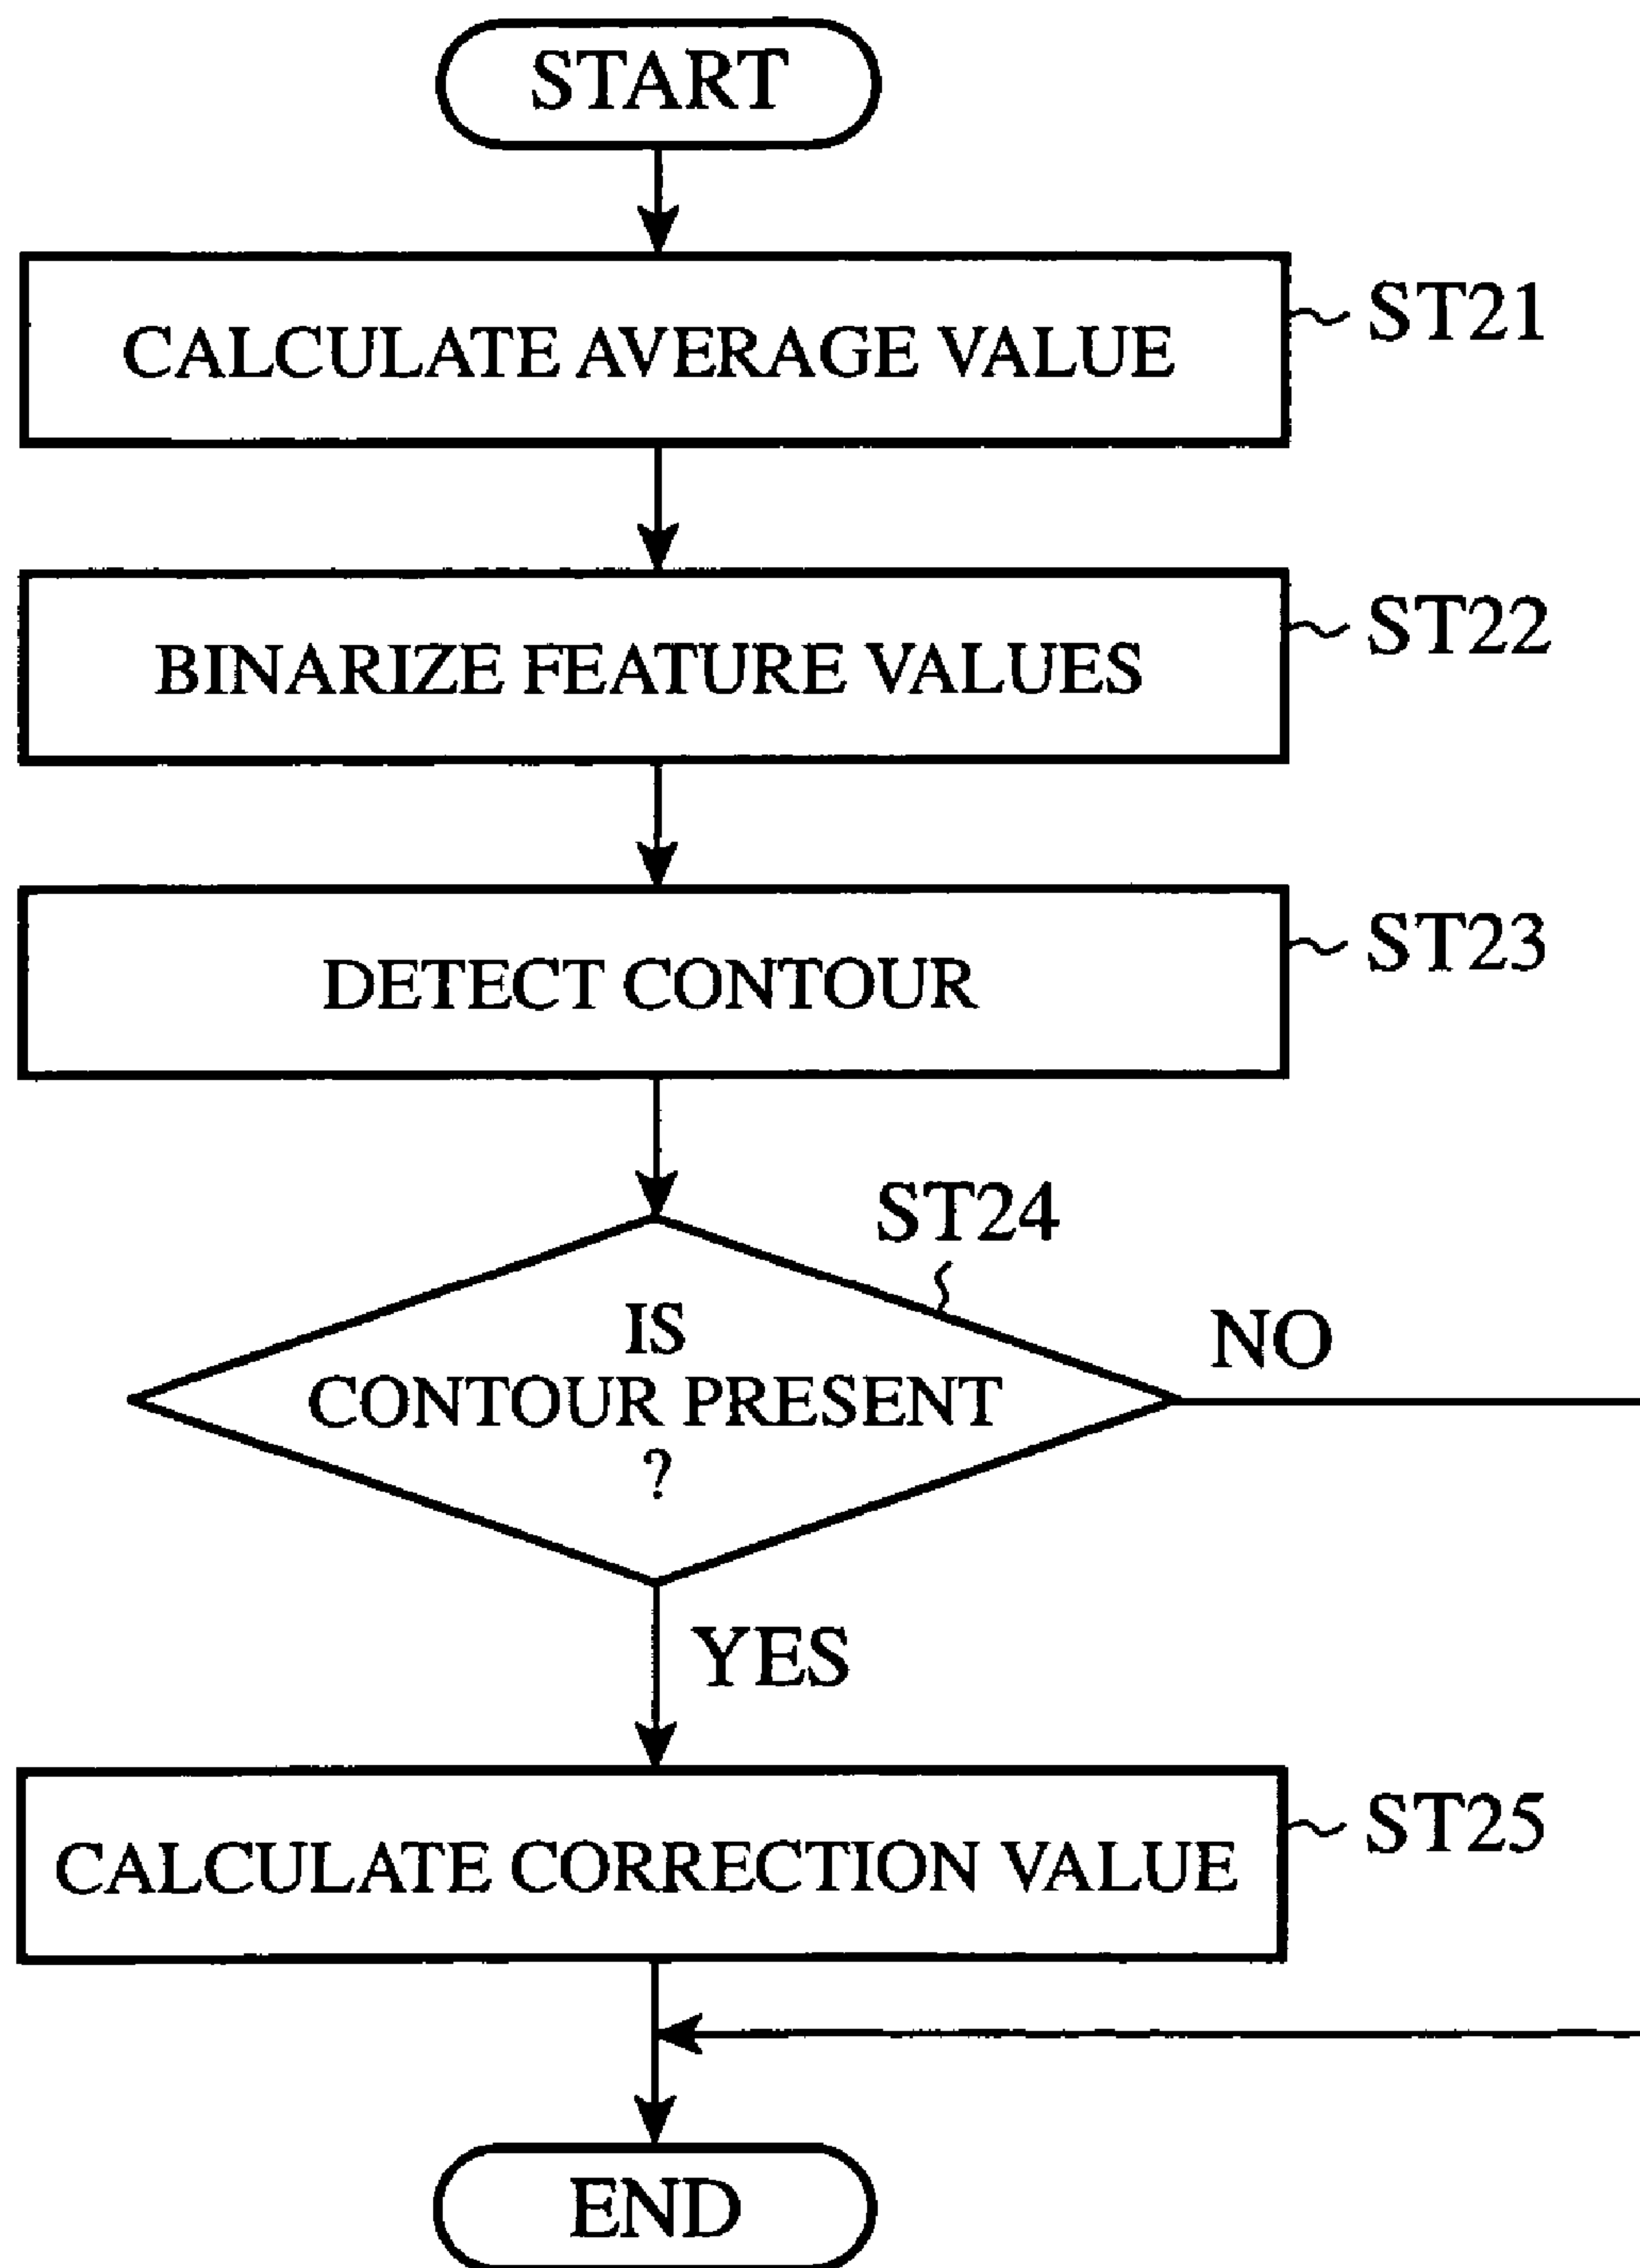 START
CALCULATE AVERAGE VALUE
ST21
BINARIZE FEATURE VALUES
ST22
DETECT CONTOUR
ST23
ST24
IS
CONTOUR PRESENT
?
NO
YES
CALCULATE CORRECTION VALUE
ST25
END